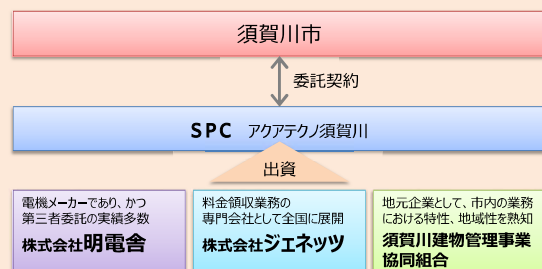 須賀川市
委託契約
SPC アクアテクノ須賀川
出資
電機メーカーであり、かつ
第三者委託の実績多数
株式会社明電舎
料金領収業務の
専門会社として全国に展開
株式会社ジェネッツ
地元企業として、市内の業務
における特性、地域性を熟知
須賀川建物管理事業
協同組合